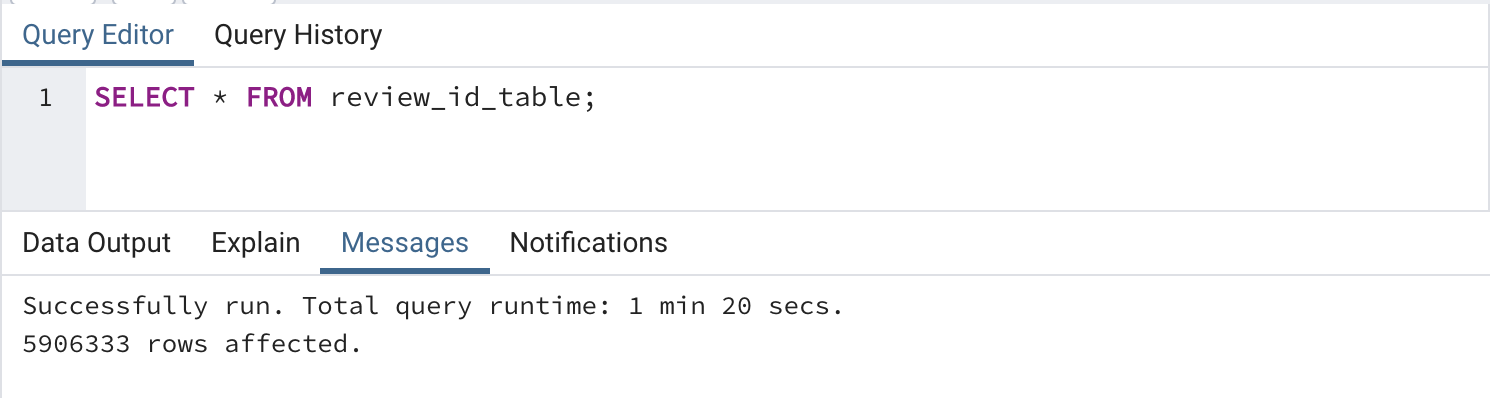 Query Editor Query History
1 SELECT * FROM review_id_table;
Data Output Explain Messages Notifications
Successfully run. Total query runtime: 1 min 20 secs.
5906333 rows affected.